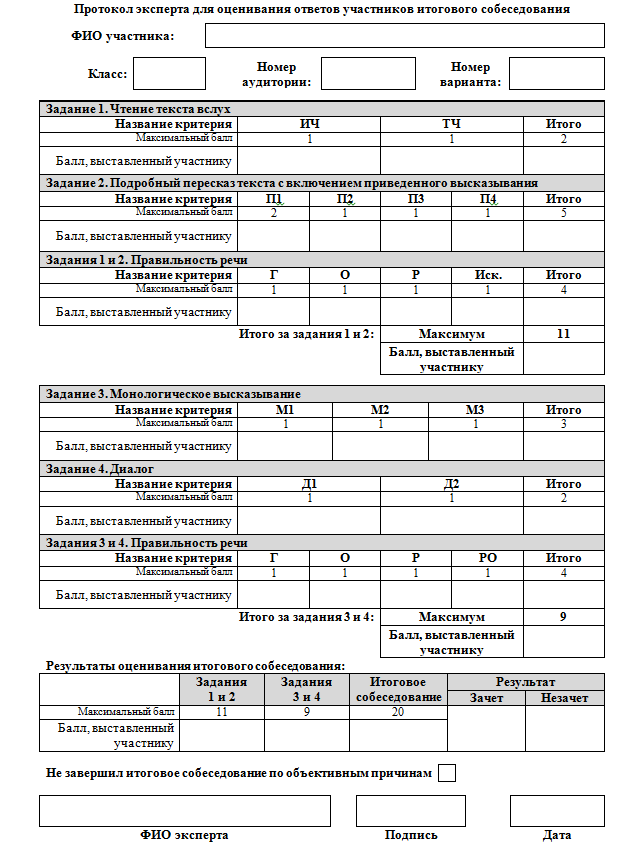 Протокол эксперта для оценивания ответов участников итогового собеседования
ФИО участника:
Класс: Номер аудитории: Номер варианта:
Задание 1. Чтение текста вслух
Название критерия ИЧ ТЧ Итого
Максимальный балл 1 1 2
Балл, выставленный участнику
Задание 2. Подробный пересказ текста с включением приведенного высказывания
Название критерия П1 П2 П3 П4 Итого
Максимальный балл 2 1 1 1 5
Балл, выставленный участнику
Задания 1 и 2. Правильность речи
Название критерия Г О Р Иск. Итого
Максимальный балл 1 1 1 1 4
Балл, выставленный участнику
Итого за задания 1 и 2: Максимум 11
Балл, выставленный
участнику
Задание 3. Монологическое высказывание
Название критерия М1 М2 М3 Итого
Максимальный балл 1 1 1 3
Балл, выставленный участнику
Задание 4. Диалог
Название критерия Д1 Д2 Итого
Максимальный балл 1 1 2
Балл, выставленный участнику
Задания 3 и 4. Правильность речи
Название критерия Г О Р РО Итого
Максимальный балл 1 1 1 1 4
Балл, выставленный участнику
Итого за задания 3 и 4: Максимум 9
Балл, выставленный
участнику
Результаты оценивания итогового собеседования:
Задания 1 и 2 Задания 3 и 4 Итоговое собеседование Результат
Зачет Незачет
Максимальный балл 11 9 20
Балл, выставленный
участнику
Не завершил итоговое собеседование по объективным причинам
ФИО эксперта Подпись Дата